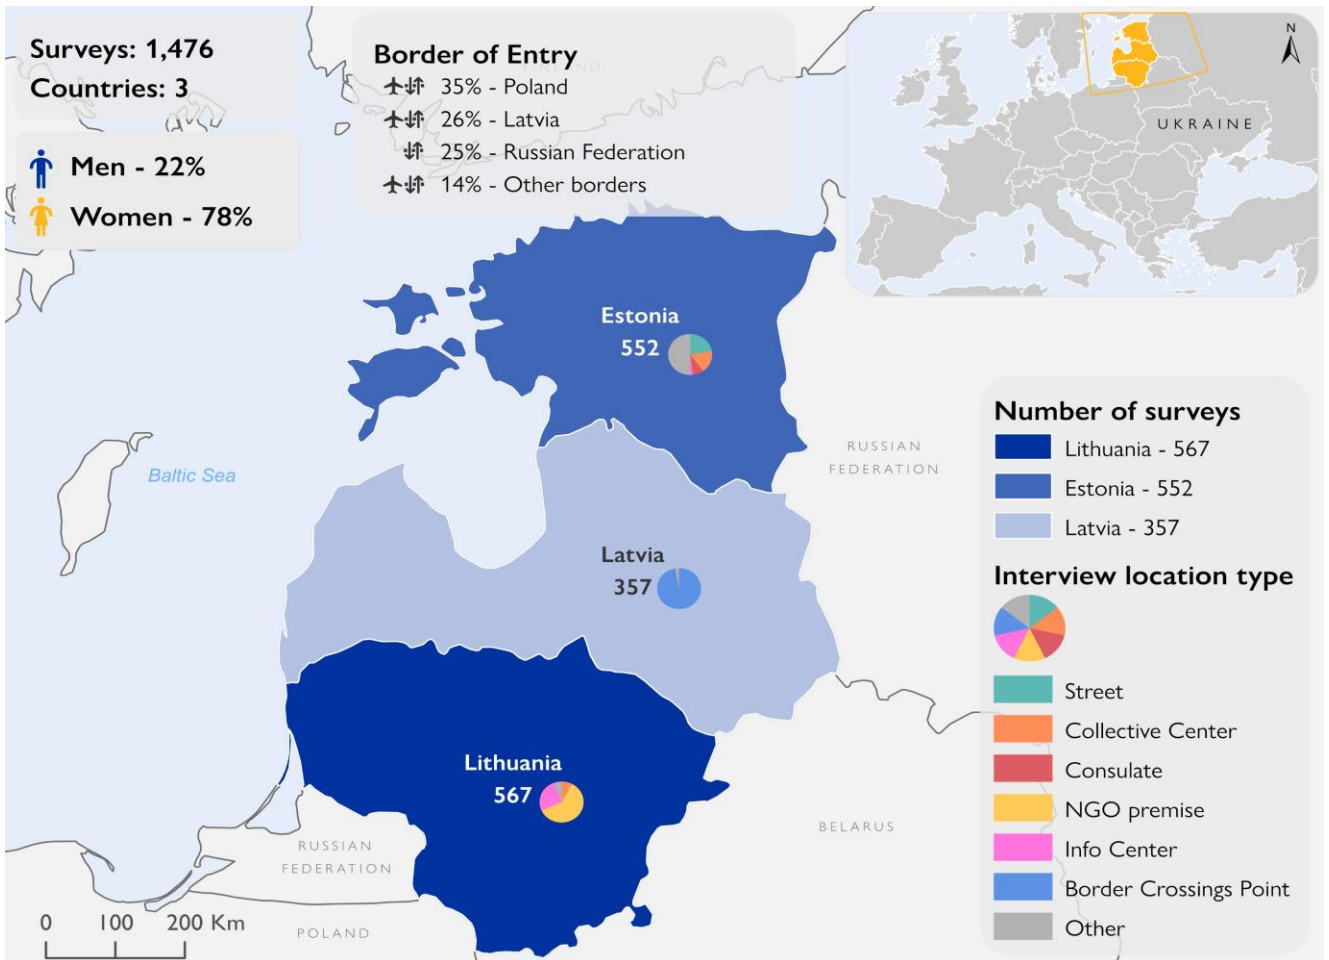 Surveys: 1,476
Countries: 3
Men - 22%
Women - 78%
Border of Entry
FINLAND
35% - Poland
26% - Latvia
25% - Russian Federation
14% - Other borders
N
UKRAINE
Estonia
552
Baltic Sea
RUSSIAN
FEDERATION
Latvia
357
Lithuania
567
RUSSIAN
FEDERATION
BELARUS
POLAND
0 100 200 Km
Number of surveys
Lithuania - 567
Estonia - 552
Latvia - 357
Interview location type
Street
Collective Center
Consulate
NGO premise
Info Center
Border Crossings Point
Other